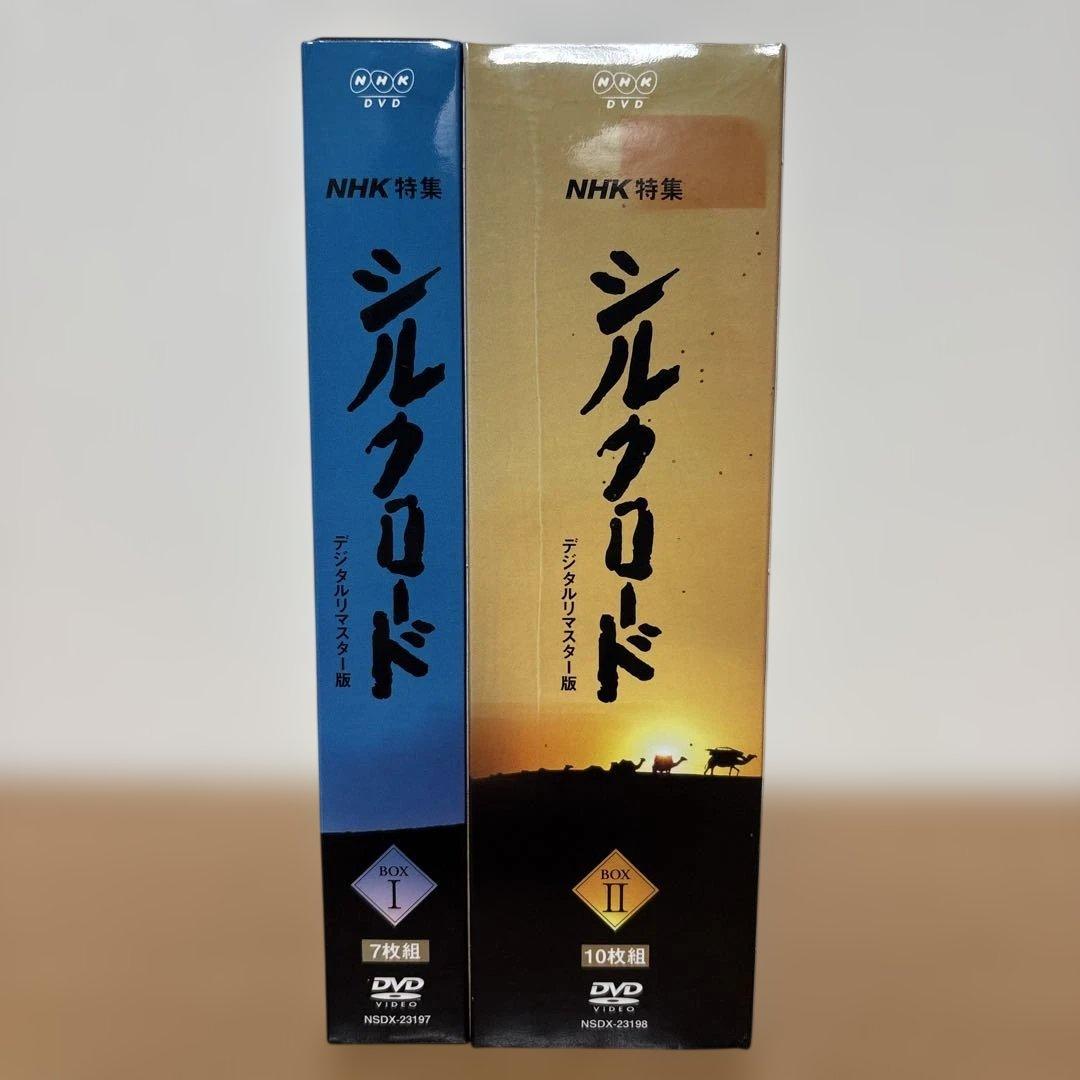 NHK
DVD
NHK特集
シルクロード
デジタルリマスター版
BOX
I
7枚組
DVD
VIDEO
NSDX-23197
NHK
DVD
NHK特集
シルクロード
デジタルリマスター版
BOX
II
10枚組
DVD
VIDEO
NSDX-23198